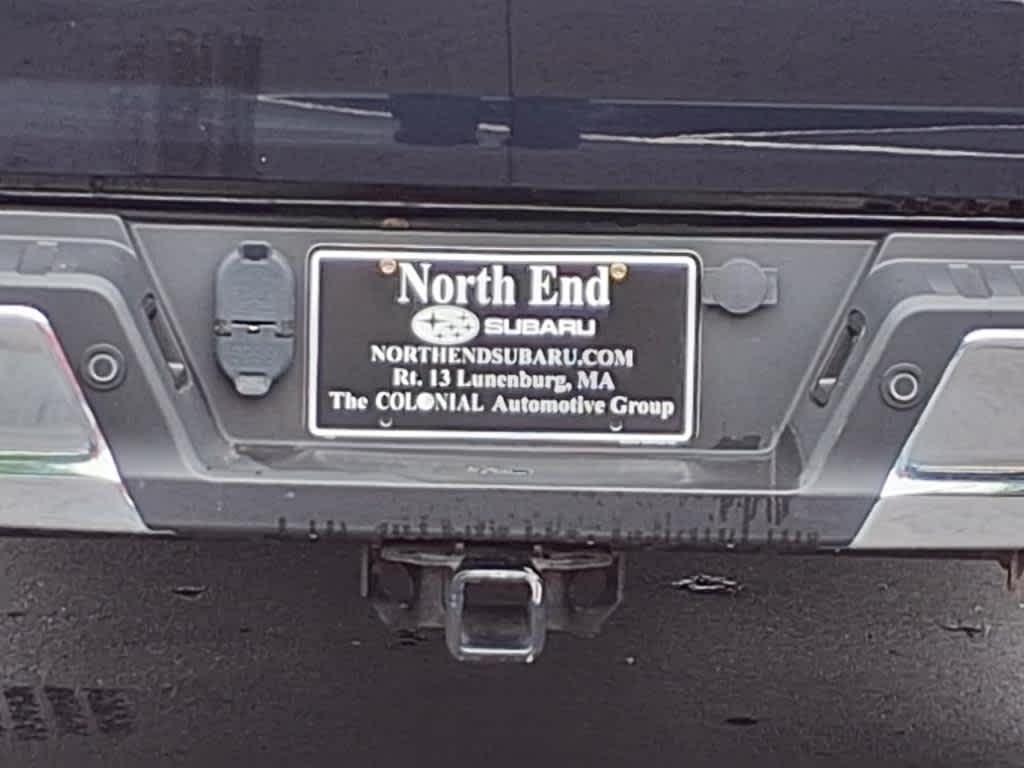 North End
SUBARU
NORTHENDSUBARU.COM
Rt. 13 Lunenburg, MA
The COLONIAL Automotive Group